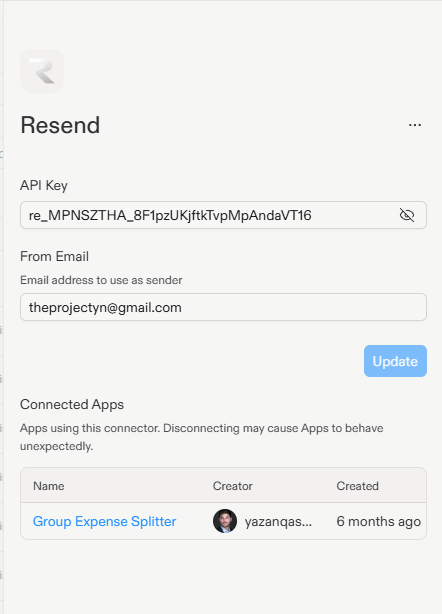 Resend
...
API Key
re_MPNSZTHA_8F1pzUKjftkTvpMpAndaVT16
From Email
Email address to use as sender
theprojectyn@gmail.com
Update
Connected Apps
Apps using this connector. Disconnecting may cause Apps to behave
unexpectedly.
Name Creator Created
Group Expense Splitter yazanqas... 6 months ago